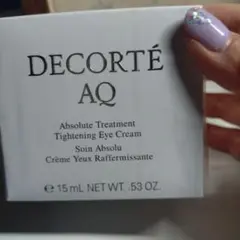 DECORTÉ
AQ
Absolute Treatment
Tightening Eye Cream
Soin Absolu
Crème Yeux Raffermissante
℮ 15 mL NET WT. .53 OZ.